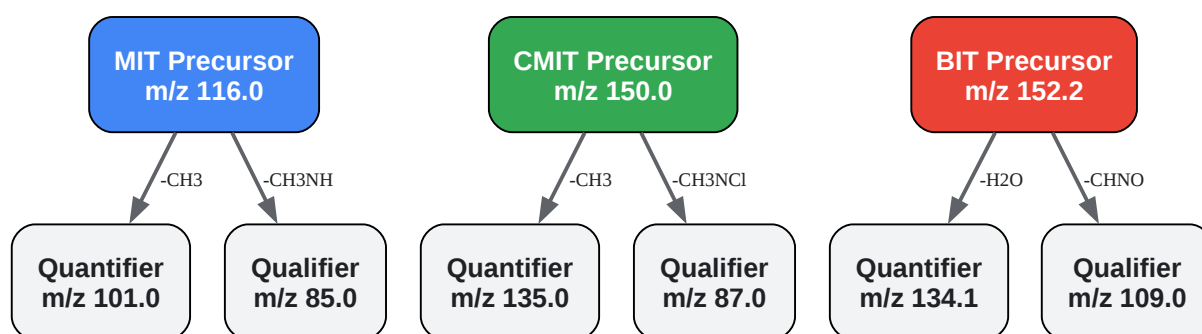 MIT Precursor
m/z 116.0
CMIT Precursor
m/z 150.0
BIT Precursor
m/z 152.2
-CH3
-CH3NH
-CH3
-CH3NCl
-H2O
-CHNO
Quantifier
m/z 101.0
Qualifier
m/z 85.0
Quantifier
m/z 135.0
Qualifier
m/z 87.0
Quantifier
m/z 134.1
Qualifier
m/z 109.0